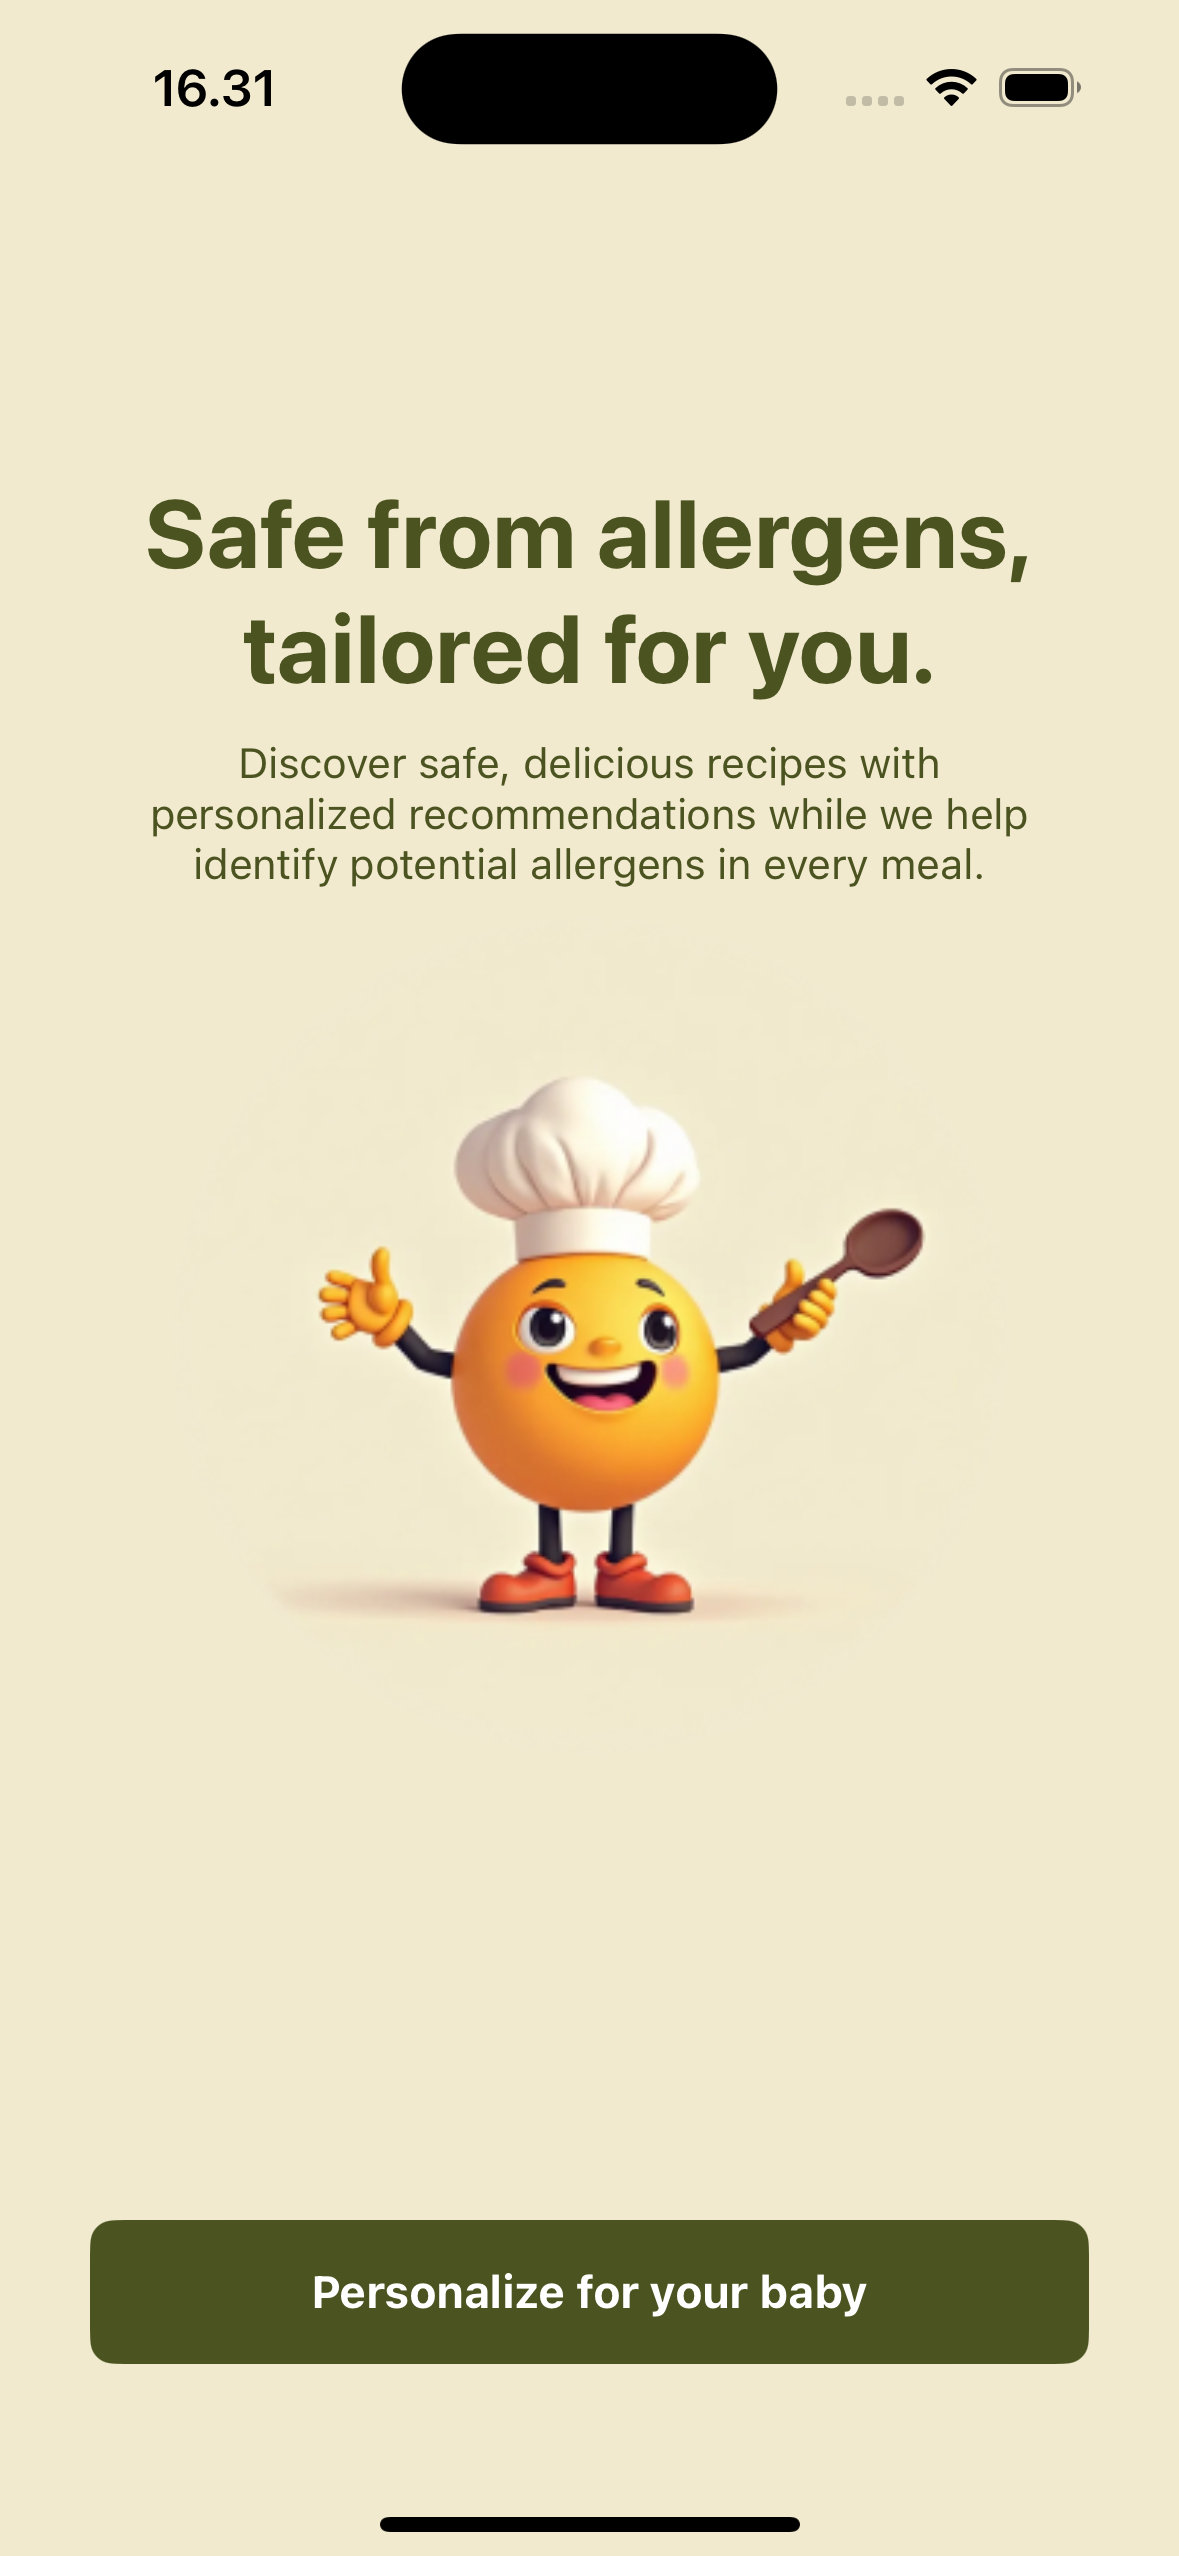 16.31
Safe from allergens,
tailored for you.
Discover safe, delicious recipes with
personalized recommendations while we help
identify potential allergens in every meal.
Personalize for your baby